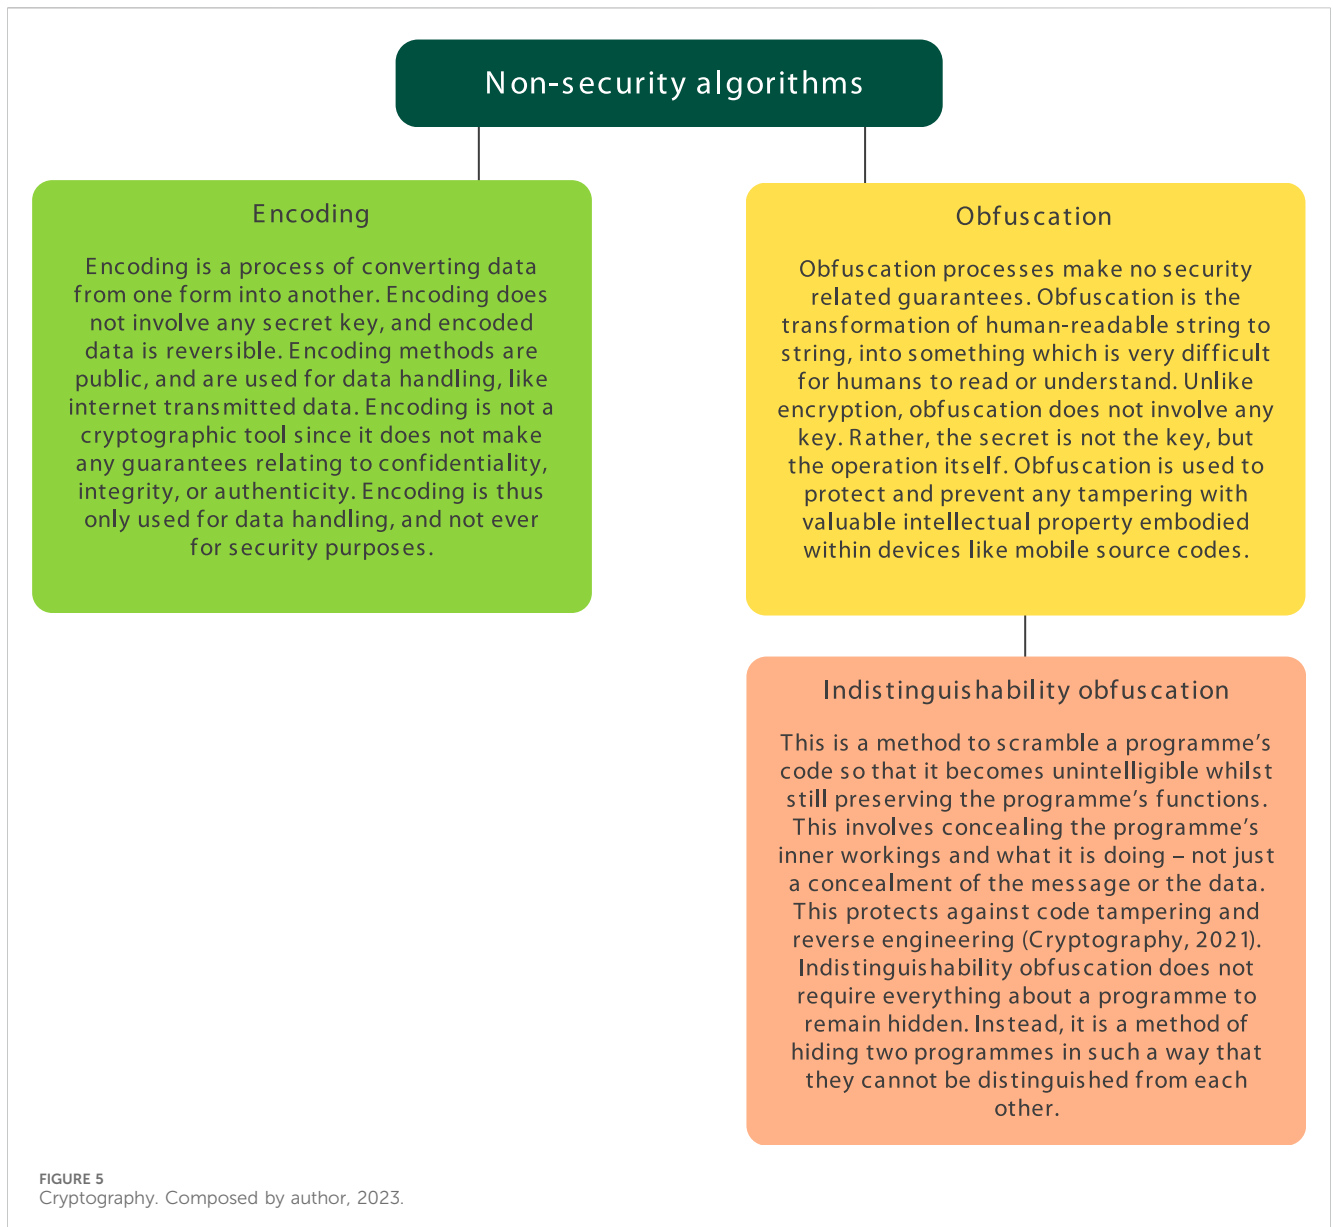 Non-security algorithms
Encoding
Encoding is a process of converting data
from one form into another. Encoding does
not involve any secret key, and encoded
data is reversible. Encoding methods are
public, and are used for data handling, like
internet transmitted data. Encoding is not a
cryptographic tool since it does not make
any guarantees relating to confidentiality,
integrity, or authenticity. Encoding is thus
only used for data handling, and not ever
for security purposes.
Obfuscation
Obfuscation processes make no security
related guarantees. Obfuscation is the
transformation of human-readable string to
string, into something which is very difficult
for humans to read or understand. Unlike
encryption, obfuscation does not involve any
key. Rather, the secret is not the key, but
the operation itself. Obfuscation is used to
protect and prevent any tampering with
valuable intellectual property embodied
within devices like mobile source codes.
Indistinguishability obfuscation
This is a method to scramble a programme’s
code so that it becomes unintelligible whilst
still preserving the programme’s functions.
This involves concealing the programme’s
inner workings and what it is doing – not just
a concealment of the message or the data.
This protects against code tampering and
reverse engineering (Cryptography, 2021).
Indistinguishability obfuscation does not
require everything about a programme to
remain hidden. Instead, it is a method of
hiding two programmes in such a way that
they cannot be distinguished from each
other.
FIGURE 5
Cryptography. Composed by author, 2023.